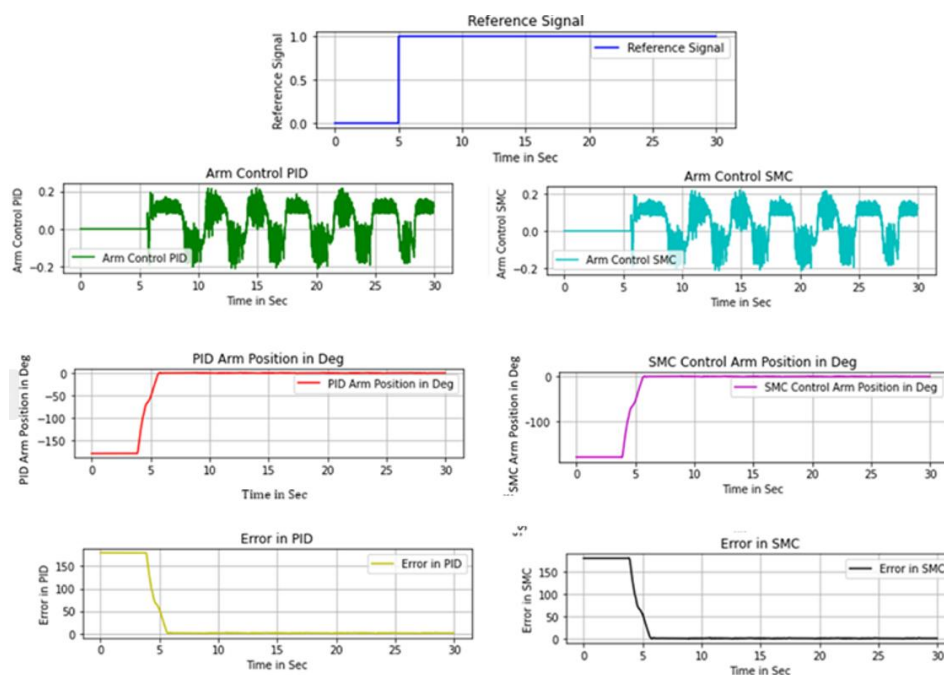 Reference Signal
Reference Signal
1.0
0.5
0.0
Reference Signal
0 5 10 15 20 25 30
Time in Sec
Arm Control PID
Arm Control PID
0.2
0.0
−0.2
Arm Control PID
0 5 10 15 20 25 30
Time in Sec
Arm Control SMC
Arm Control SMC
0.2
0.0
−0.2
Arm Control SMC
0 5 10 15 20 25 30
Time in Sec
PID Arm Position in Deg
PID Arm Position in Deg
0
−50
−100
−150
PID Arm Position in Deg
0 5 10 15 20 25 30
Time in Sec
SMC Control Arm Position in Deg
SMC Arm Position in Deg
0
−100
SMC Control Arm Position in Deg
0 5 10 15 20 25 30
Time in Sec
Error in PID
Error in PID
150
100
50
0
Error in PID
0 5 10 15 20 25 30
Time in Sec
Error in SMC
Error in SMC
150
100
50
0
Error in SMC
0 5 10 15 20 25 30
Time in Sec